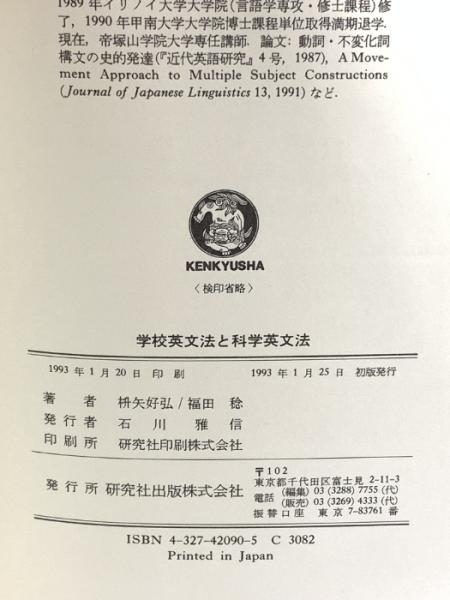 1989年イリノイ大学大学院(言語学専攻・修士課程)修
了, 1990年甲南大学大学院博士課程単位取得満期退学.
現在, 帝塚山学院大学専任講師. 論文: 動詞・不変化詞
構文の史的発達(『近代英語研究』4号, 1987), A Move-
ment Approach to Multiple Subject Constructions
(Journal of Japanese Linguistics 13, 1991) など.
KENKYUSHA
〈検印省略〉
学校英文法と科学英文法
1993年1月20日 印刷 1993年1月25日 初版発行
著者 枡矢好弘/福田 稔
発行者 石川雅信
印刷所 研究社印刷株式会社
発行所 研究社出版株式会社
〒102
東京都千代田区富士見2-11-3
電話 (編集) 03 (3288) 7755 (代)
(販売) 03 (3269) 4333 (代)
振替口座 東京 7-83761番
ISBN 4-327-42090-5 C 3082
Printed in Japan